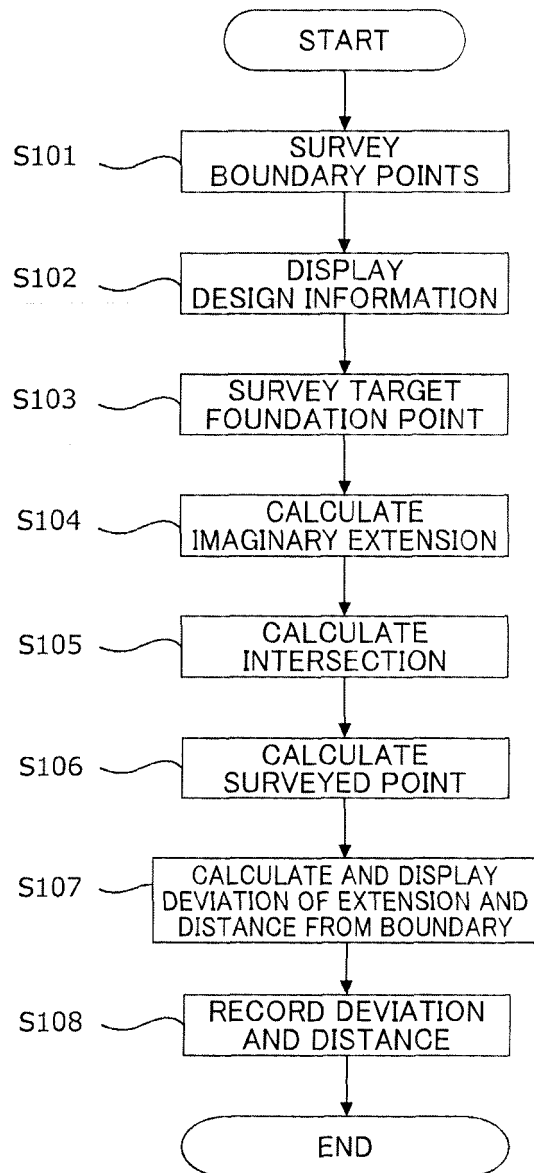 START
S101
SURVEY
BOUNDARY POINTS
S102
DISPLAY
DESIGN INFORMATION
S103
SURVEY TARGET
FOUNDATION POINT
S104
CALCULATE
IMAGINARY EXTENSION
S105
CALCULATE
INTERSECTION
S106
CALCULATE
SURVEYED POINT
S107
CALCULATE AND DISPLAY
DEVIATION OF EXTENSION AND
DISTANCE FROM BOUNDARY
S108
RECORD DEVIATION
AND DISTANCE
END